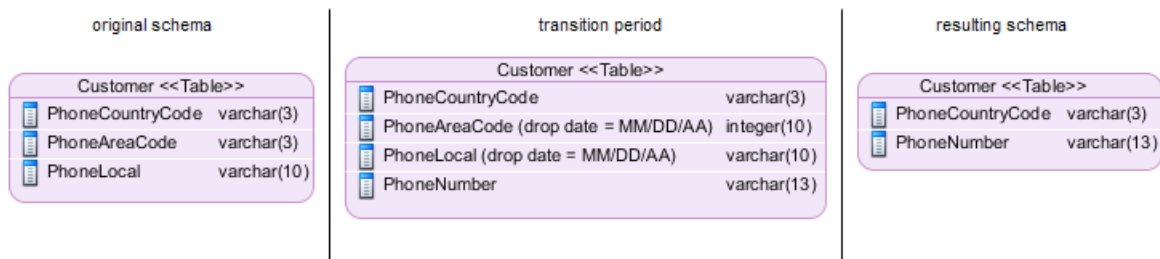 original schema
transition period
resulting schema
Customer <<Table>>
PhoneCountryCode varchar(3)
PhoneAreaCode varchar(3)
PhoneLocal varchar(10)
Customer <<Table>>
PhoneCountryCode varchar(3)
PhoneAreaCode (drop date = MM/DD/AA) integer(10)
PhoneLocal (drop date = MM/DD/AA) varchar(10)
PhoneNumber varchar(13)
Customer <<Table>>
PhoneCountryCode varchar(3)
PhoneNumber varchar(13)